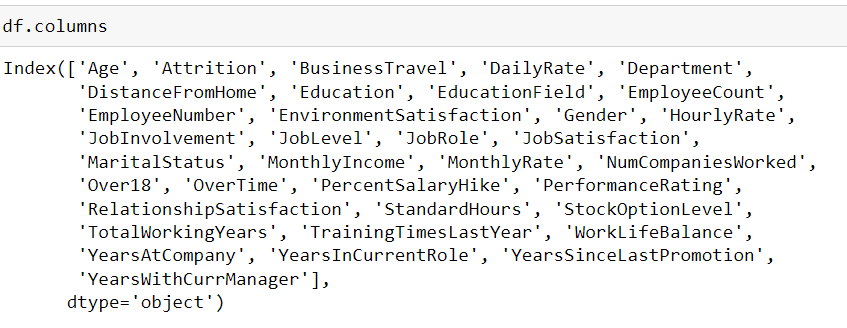 df.columns
Index(['Age', 'Attrition', 'BusinessTravel', 'DailyRate', 'Department',
'DistanceFromHome', 'Education', 'EducationField', 'EmployeeCount',
'EmployeeNumber', 'EnvironmentSatisfaction', 'Gender', 'HourlyRate',
'JobInvolvement', 'JobLevel', 'JobRole', 'JobSatisfaction',
'MaritalStatus', 'MonthlyIncome', 'MonthlyRate', 'NumCompaniesWorked',
'Over18', 'OverTime', 'PercentSalaryHike', 'PerformanceRating',
'RelationshipSatisfaction', 'StandardHours', 'StockOptionLevel',
'TotalWorkingYears', 'TrainingTimesLastYear', 'WorkLifeBalance',
'YearsAtCompany', 'YearsInCurrentRole', 'YearsSinceLastPromotion',
'YearsWithCurrManager'],
dtype='object')